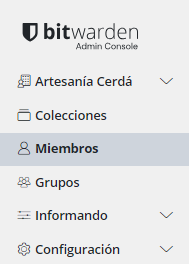 bitwarden
Admin Console
Artesanía Cerdá
Colecciones
Miembros
Grupos
Informando
Configuración